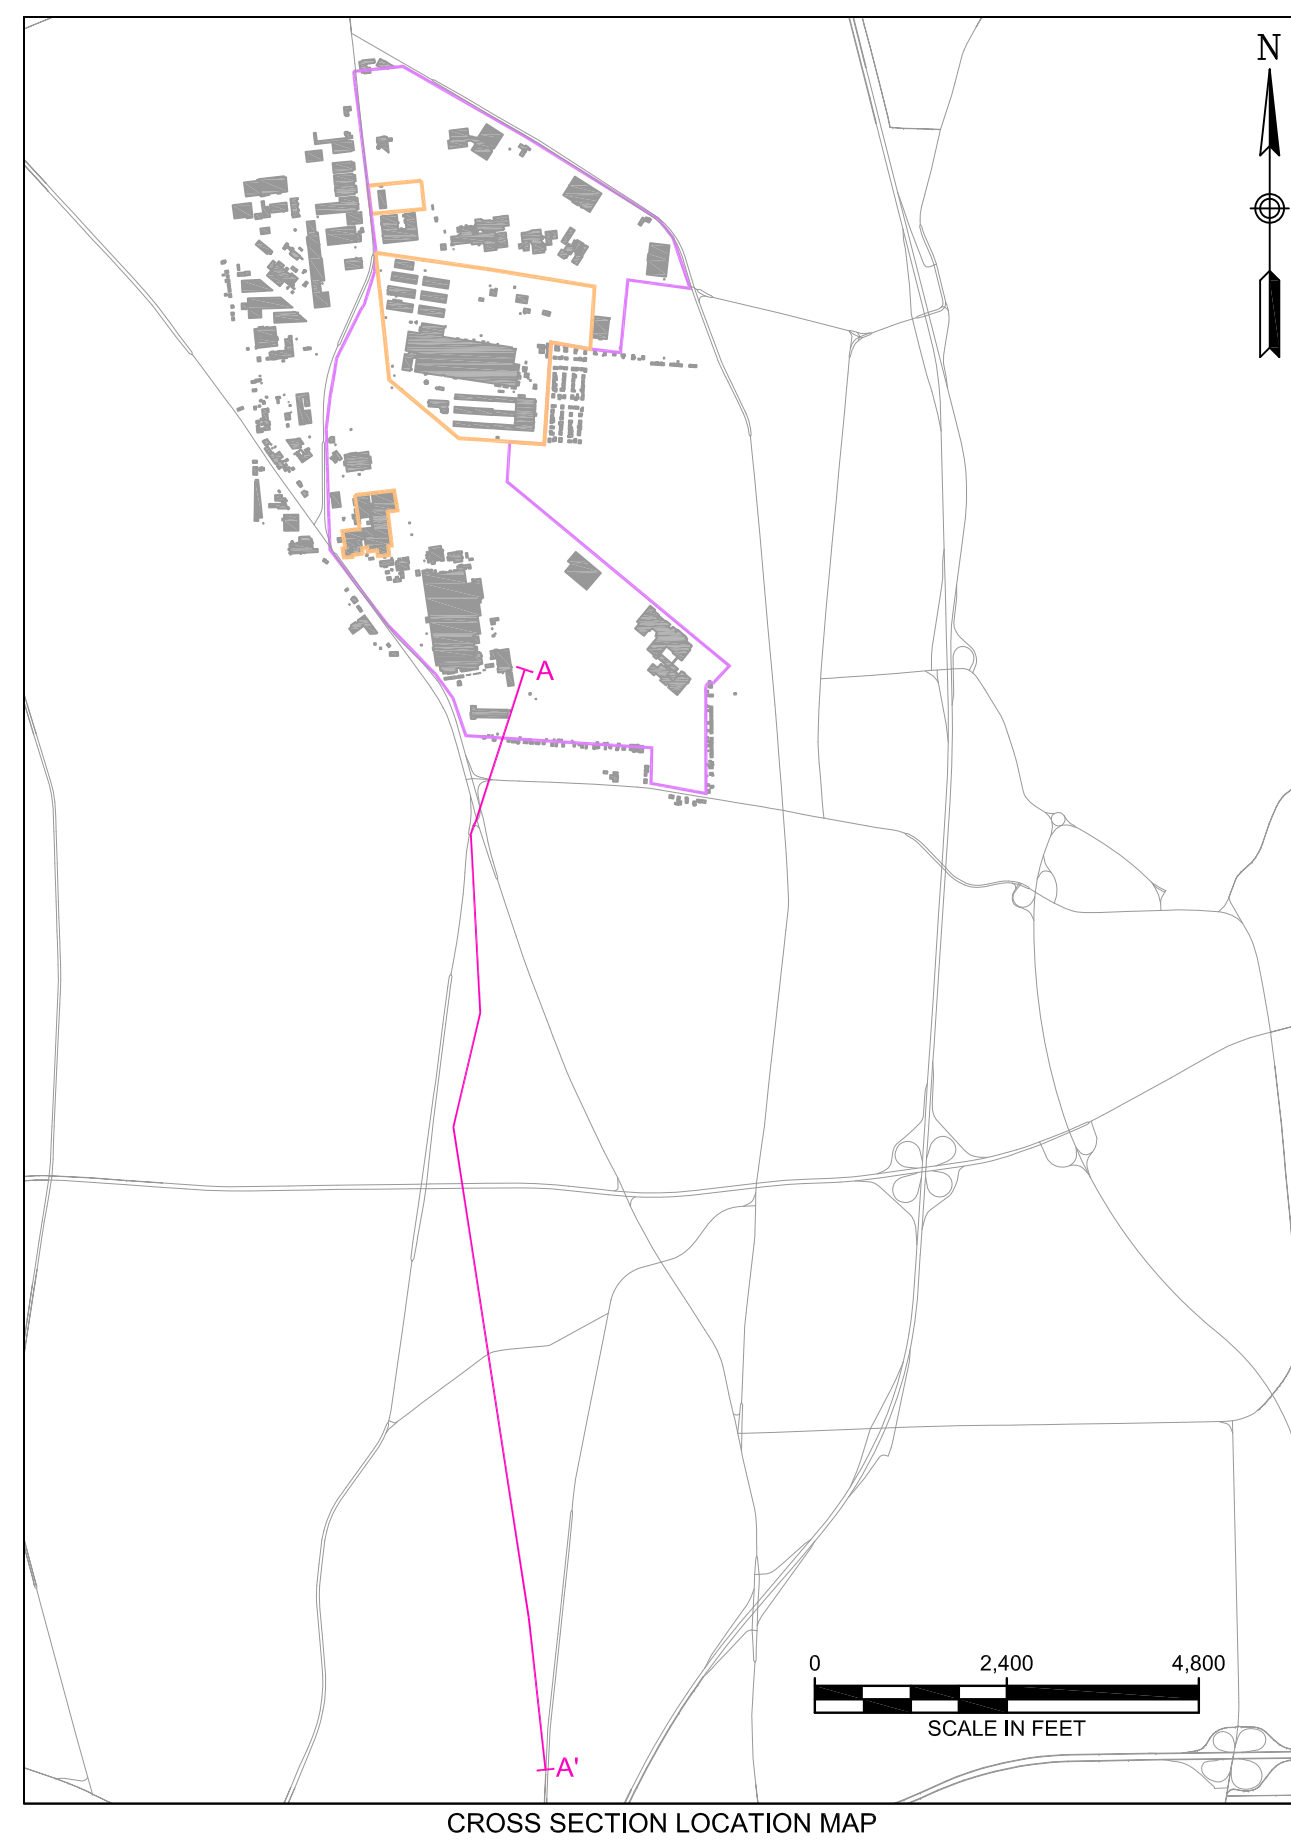 N
A
0 2,400 4,800
SCALE IN FEET
A'
CROSS SECTION LOCATION MAP